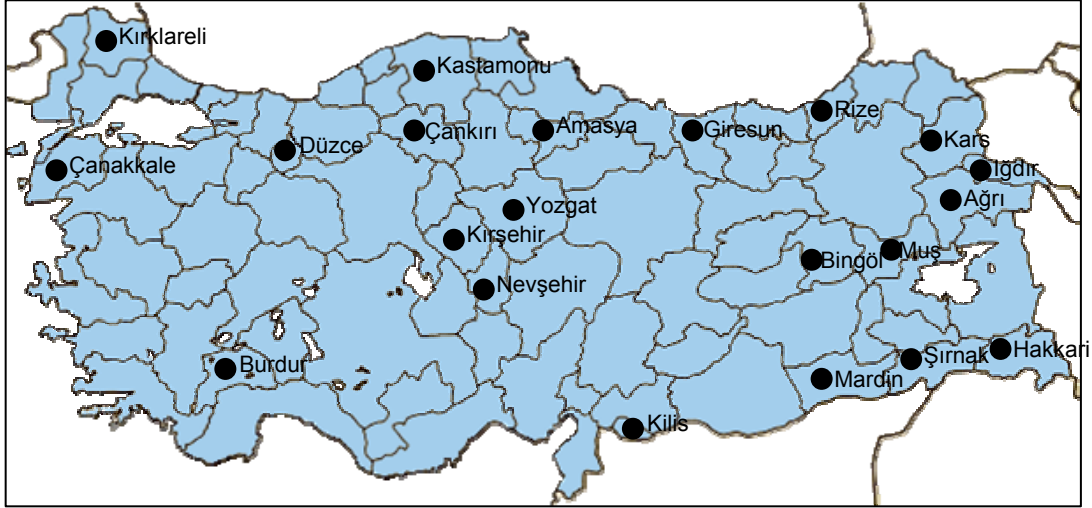 Kırklareli
Kastamonu
Rize
Düzce
Çankırı
Amasya
Giresun
Kars
Çanakkale
Iğdır
Yozgat
Ağrı
Kırşehir
Muş
Bingöl
Nevşehir
Burdur
Mardin
Şırnak
Hakkari
Kilis